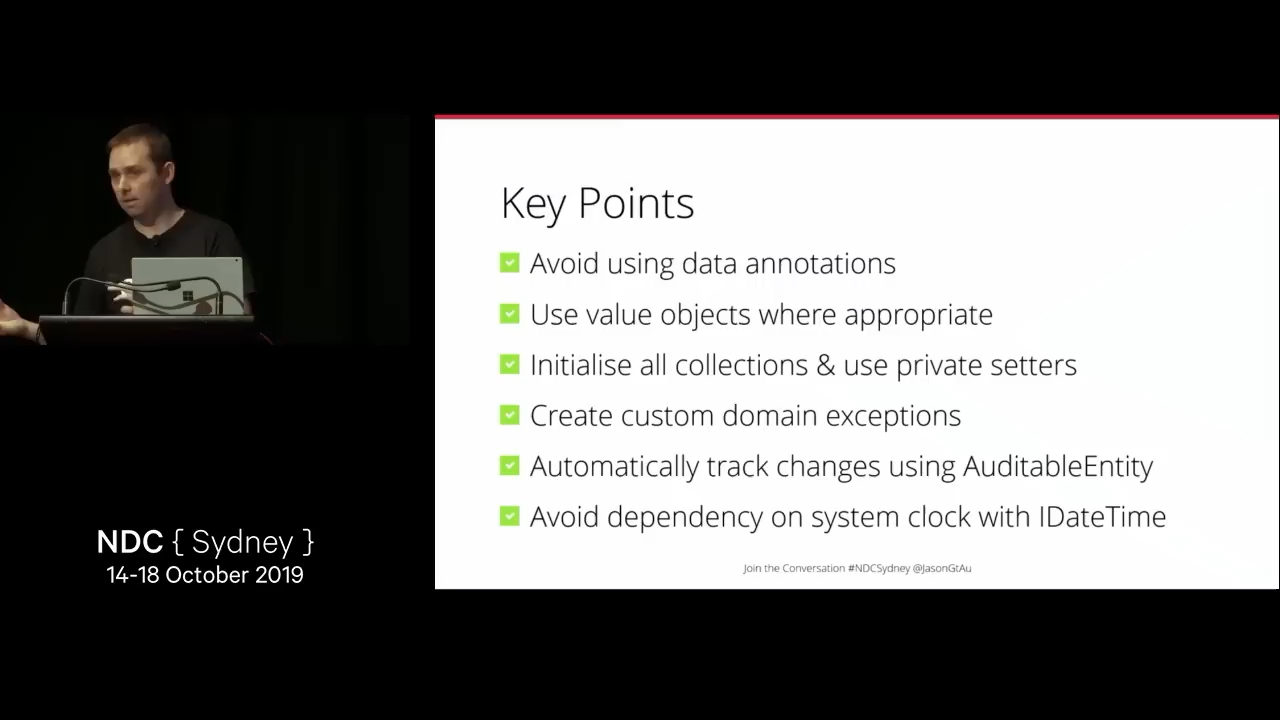 Key Points
Avoid using data annotations
Use value objects where appropriate
Initialise all collections & use private setters
Create custom domain exceptions
Automatically track changes using AuditableEntity
Avoid dependency on system clock with IDateTime
Join the Conversation #NDCSydney @JasonGtAu
NDC { Sydney }
14-18 October 2019